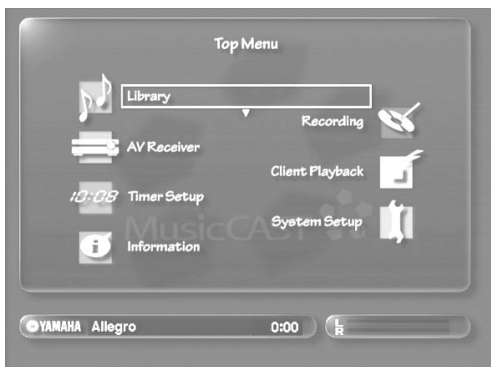 Top Menu
Library
Recording
AV Receiver
Client Playback
10:08 Timer Setup
System Setup
MusicCAST
Information
YAMAHA Allegro 0:00 L
R